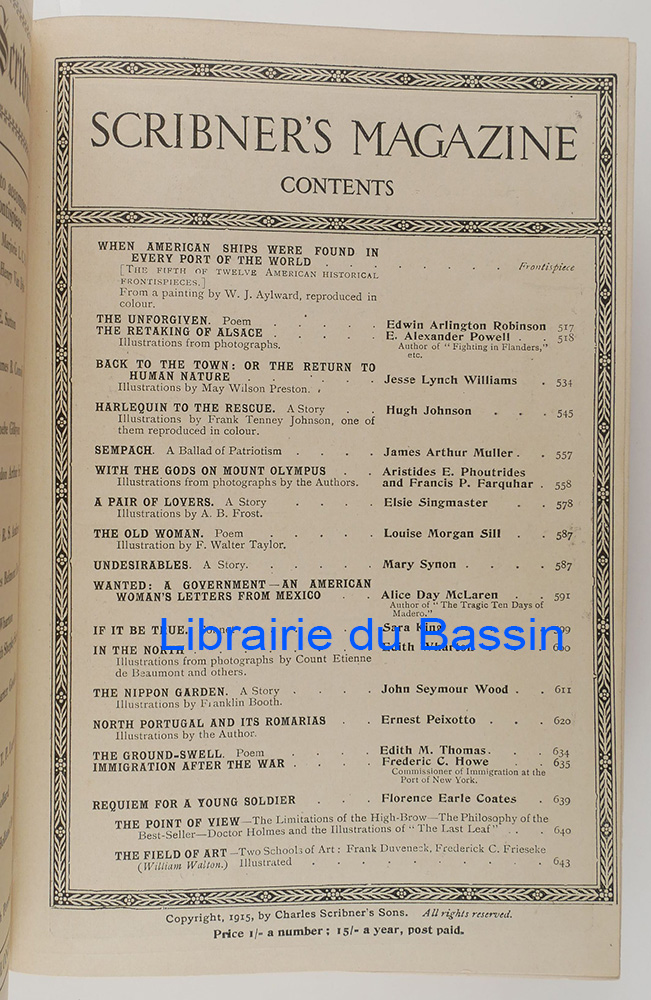 Scribn
SCRIBNER'S MAGAZINE
CONTENTS
WHEN AMERICAN SHIPS WERE FOUND IN
EVERY PORT OF THE WORLD . . . . . . . . Frontispiece
[THE FIFTH OF TWELVE AMERICAN HISTORICAL
FRONTISPIECES.]
From a painting by W. J. Aylward, reproduced in
colour.
THE UNFORGIVEN. Poem . . . . . Edwin Arlington Robinson 517
THE RETAKING OF ALSACE . . . . . E. Alexander Powell . . 518
Illustrations from photographs. Author of "Fighting in Flanders,"
etc.
BACK TO THE TOWN: OR THE RETURN TO
HUMAN NATURE . . . . . . Jesse Lynch Williams . 534
Illustrations by May Wilson Preston.
HARLEQUIN TO THE RESCUE. A Story . . Hugh Johnson . . . 545
Illustrations by Frank Tenney Johnson, one of
them reproduced in colour.
SEMPACH. A Ballad of Patriotism . . . . James Arthur Muller . . 557
WITH THE GODS ON MOUNT OLYMPUS . . Aristides E. Phoutrides
Illustrations from photographs by the Authors. and Francis P. Farquhar . 558
A PAIR OF LOVERS. A Story . . . . Elsie Singmaster . . 578
Illustrations by A. B. Frost.
THE OLD WOMAN. Poem . . . . . Louise Morgan Sill . . 587
Illustration by F. Walter Taylor.
UNDESIRABLES. A Story. . . . . . Mary Synon . . . . 587
WANTED: A GOVERNMENT—AN AMERICAN
WOMAN'S LETTERS FROM MEXICO . . Alice Day McLaren . . 591
Author of "The Tragic Ten Days of
Madero."
IF IT BE TRUE. Sonnet Sara King 599
Librairie du Bassin
IN THE NORTH . Edith Wharton 600
Illustrations from photographs by Count Etienne
de Beaumont and others.
THE NIPPON GARDEN. A Story . . . . John Seymour Wood . . 611
Illustrations by Franklin Booth.
NORTH PORTUGAL AND ITS ROMARIAS . . Ernest Peixotto . . . 620
Illustrations by the Author.
THE GROUND-SWELL. Poem . . . . Edith M. Thomas. . . 634
IMMIGRATION AFTER THE WAR . . . . Frederic C. Howe . . 635
Commissioner of Immigration at the
Port of New York.
REQUIEM FOR A YOUNG SOLDIER . . . Florence Earle Coates . 639
THE POINT OF VIEW—The Limitations of the High-Brow—The Philosophy of the
Best-Seller—Doctor Holmes and the Illustrations of "The Last Leaf" . . . 640
THE FIELD OF ART—Two Schools of Art: Frank Duveneck, Frederick C. Frieseke
(William Walton.) Illustrated . . . . . . . . . 643
Copyright, 1915, by Charles Scribner's Sons. All rights reserved.
Price 1/- a number; 15/- a year, post paid.